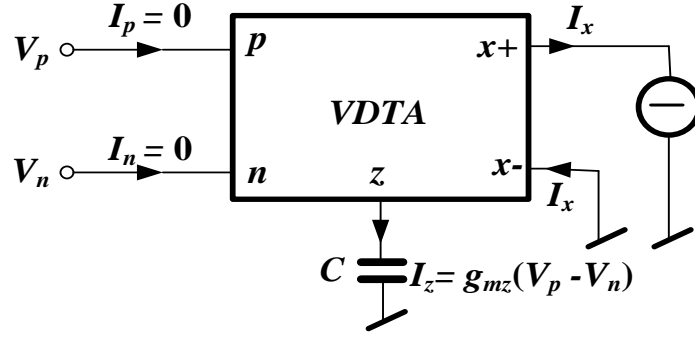 I_p = 0
I_x
V_p
p
x+
VDTA
I_n = 0
V_n
n
z
x-
I_x
C
I_z= g_mz(V_p -V_n)